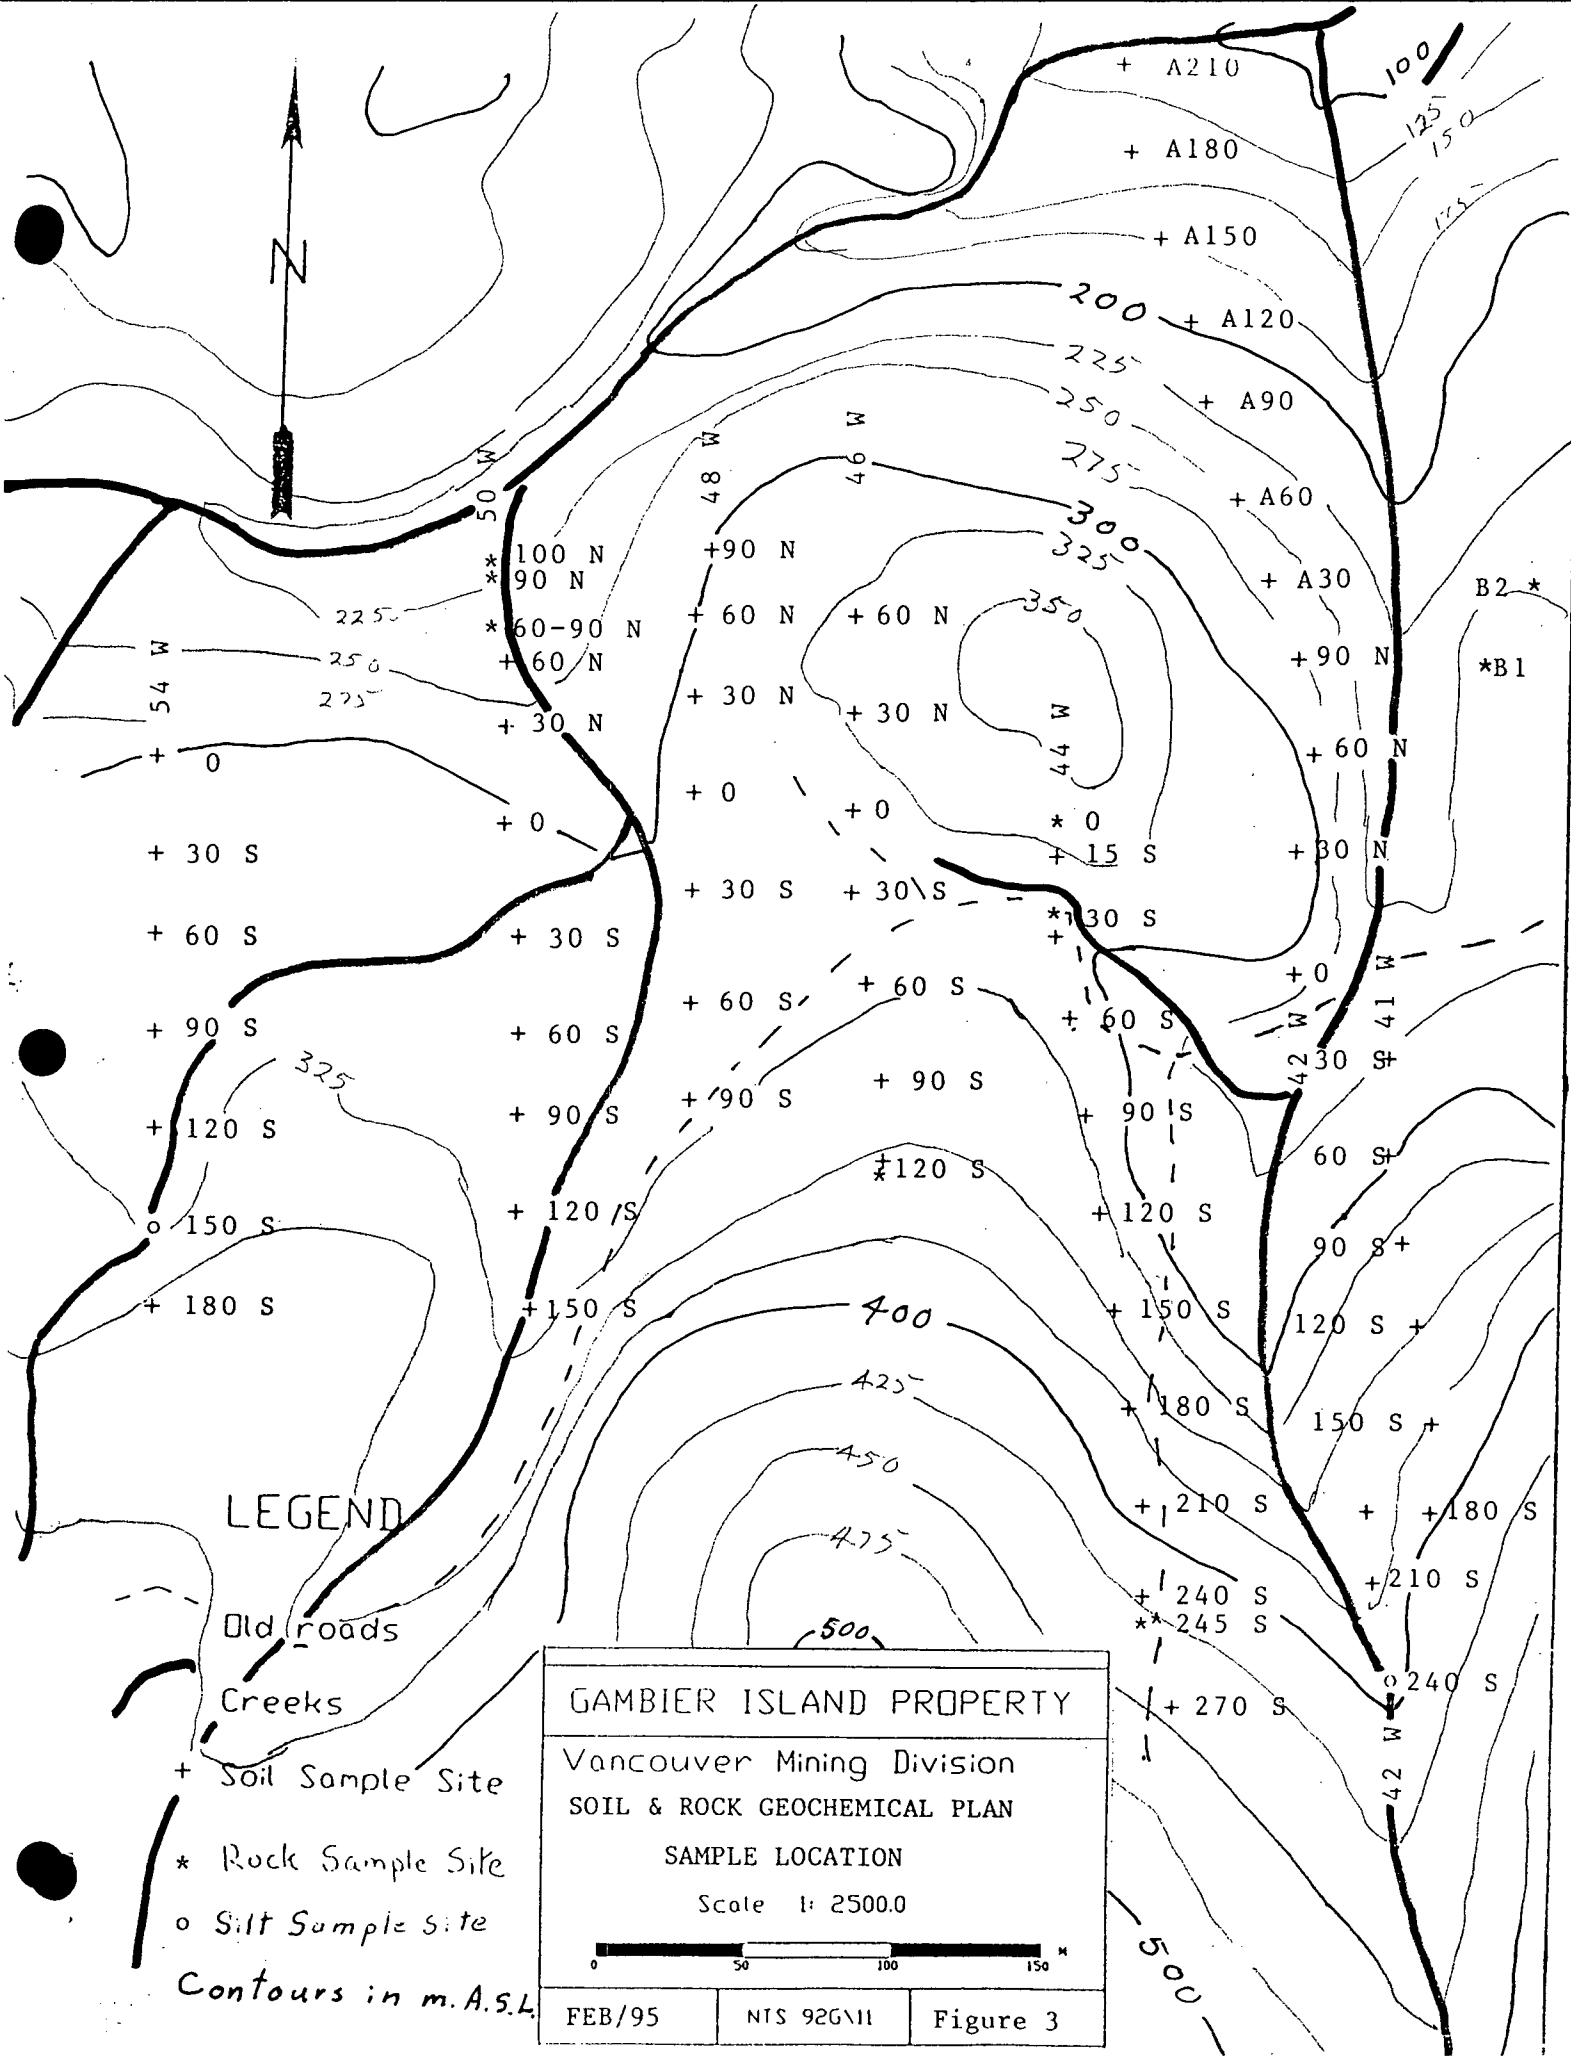 A210
100
125
150
A180
175
N
A150
200
A120
225
A90
250
46 W
48 W
50 W
275
A60
300
100 N
+90 N
325
90 N
A30
B2 *
350
225
60-90 N
60 N
60 N
60 N
90 N
*B1
250
54 W
275
30 N
30 N
30 N
44 W
60 N
0
0
0
0
0
30 S
15 S
30 N
30 S
30 S
30 S
60 S
30 S
0
41 W
60 S
60 S
90 S
60 S
60 S
42 W
30 S
325
90 S
90 S
90 S
90 S
120 S
60 S
120 S
150 S
120 S
120 S
90 S
180 S
150 S
400
150 S
120 S
425
180 S
150 S
450
LEGEND
475
210 S
180 S
210 S
240 S
Old roads
500
245 S
240 S
Creeks
270 S
42 W
Soil Sample Site
* Rock Sample Site
o Silt Sample Site
Contours in m. A.S.L.
500
GAMBIER ISLAND PROPERTY
Vancouver Mining Division
SOIL & ROCK GEOCHEMICAL PLAN
SAMPLE LOCATION
Scale 1: 2500.0
0 50 100 150 M
FEB/95
NTS 92G\11
Figure 3